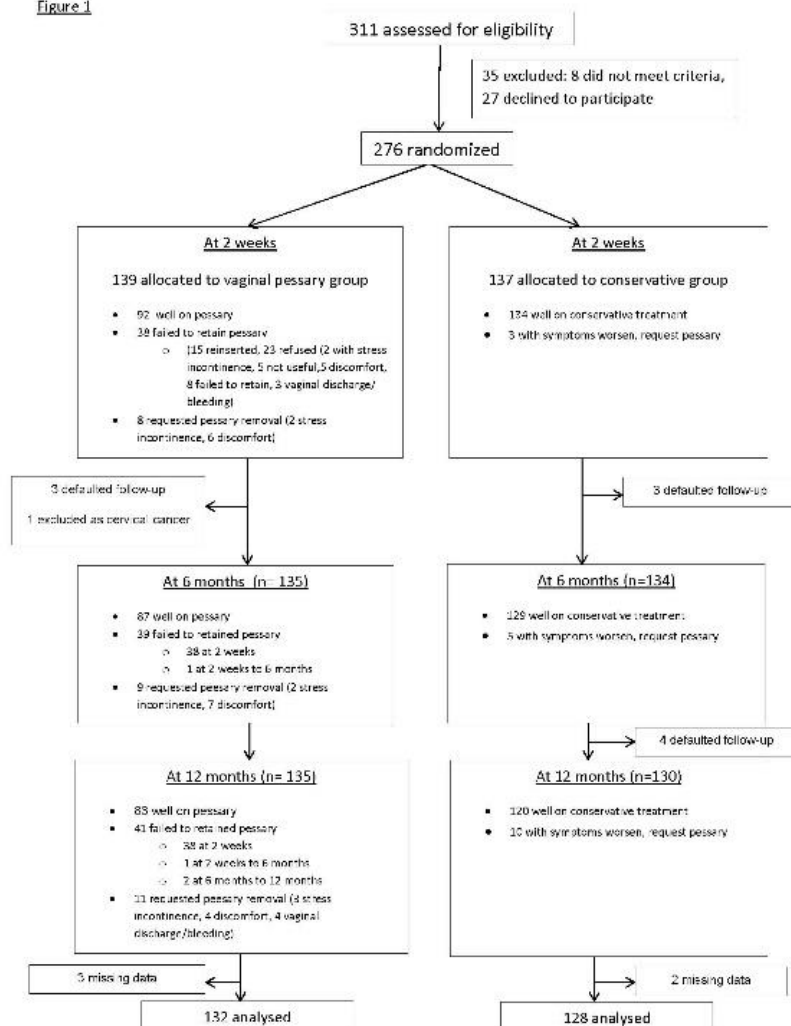 Figure 1
311 assessed for eligibility
35 excluded: 8 did not meet criteria,
27 declined to participate
276 randomized
At 2 weeks
139 allocated to vaginal pessary group
• 92 well on pessary
• 38 failed to retain pessary
○ (15 reinserted, 23 refused (2 with stress
incontinence, 5 not useful,5 discomfort,
8 failed to retain, 3 vaginal discharge/
bleeding)
• 8 requested pessary removal (2 stress
incontinence, 6 discomfort)
At 2 weeks
137 allocated to conservative group
• 134 well on conservative treatment
• 3 with symptoms worsen, request pessary
3 defaulted follow-up
1 excluded as cervical cancer
3 defaulted follow-up
At 6 months (n= 135)
• 87 well on pessary
• 39 failed to retained pessary
○ 38 at 2 weeks
○ 1 at 2 weeks to 6 months
• 9 requested peesary removal (2 stress
incontinence, 7 discomfort)
At 6 months (n=134)
• 129 well on conservative treatment
• 5 with symptoms worsen, request pessary
4 defaulted follow-up
At 12 months (n= 135)
• 83 well on pessary
• 41 failed to retained pessary
○ 38 at 2 weeks
○ 1 at 2 weeks to 6 months
○ 2 at 6 months to 12 months
• 11 requested peesary removal (3 stress
incontinence, 4 discomfort, 4 vaginal
discharge/bleeding)
At 12 months (n=130)
• 120 well on conservative treatment
• 10 with symptoms worsen, request pessary
3 missing data
2 missing data
132 analysed
128 analysed